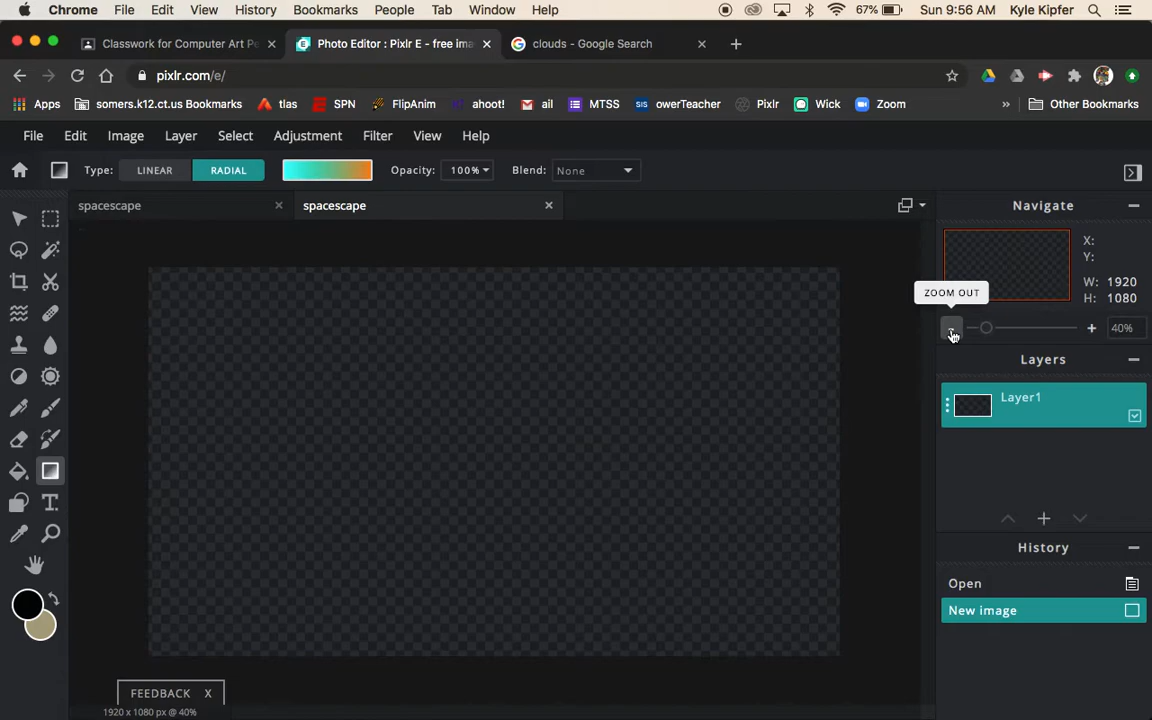 Chrome File Edit View History Bookmarks People Tab Window Help 67% Sun 9:56 AM Kyle Kipfer
Classwork for Computer Art Pe Photo Editor : Pixlr E - free ima clouds - Google Search
pixlr.com/e/
Apps somers.k12.ct.us Bookmarks tlas SPN FlipAnim ahoot! ail MTSS SIS owerTeacher Pixlr Wick Zoom » Other Bookmarks
File Edit Image Layer Select Adjustment Filter View Help
Type: LINEAR RADIAL Opacity: 100% Blend: None
spacescape spacescape
Navigate
X:
Y:
W: 1920
H: 1080
ZOOM OUT
40%
Layers
Layer1
History
Open
New image
FEEDBACK X
1920 x 1080 px @ 40%